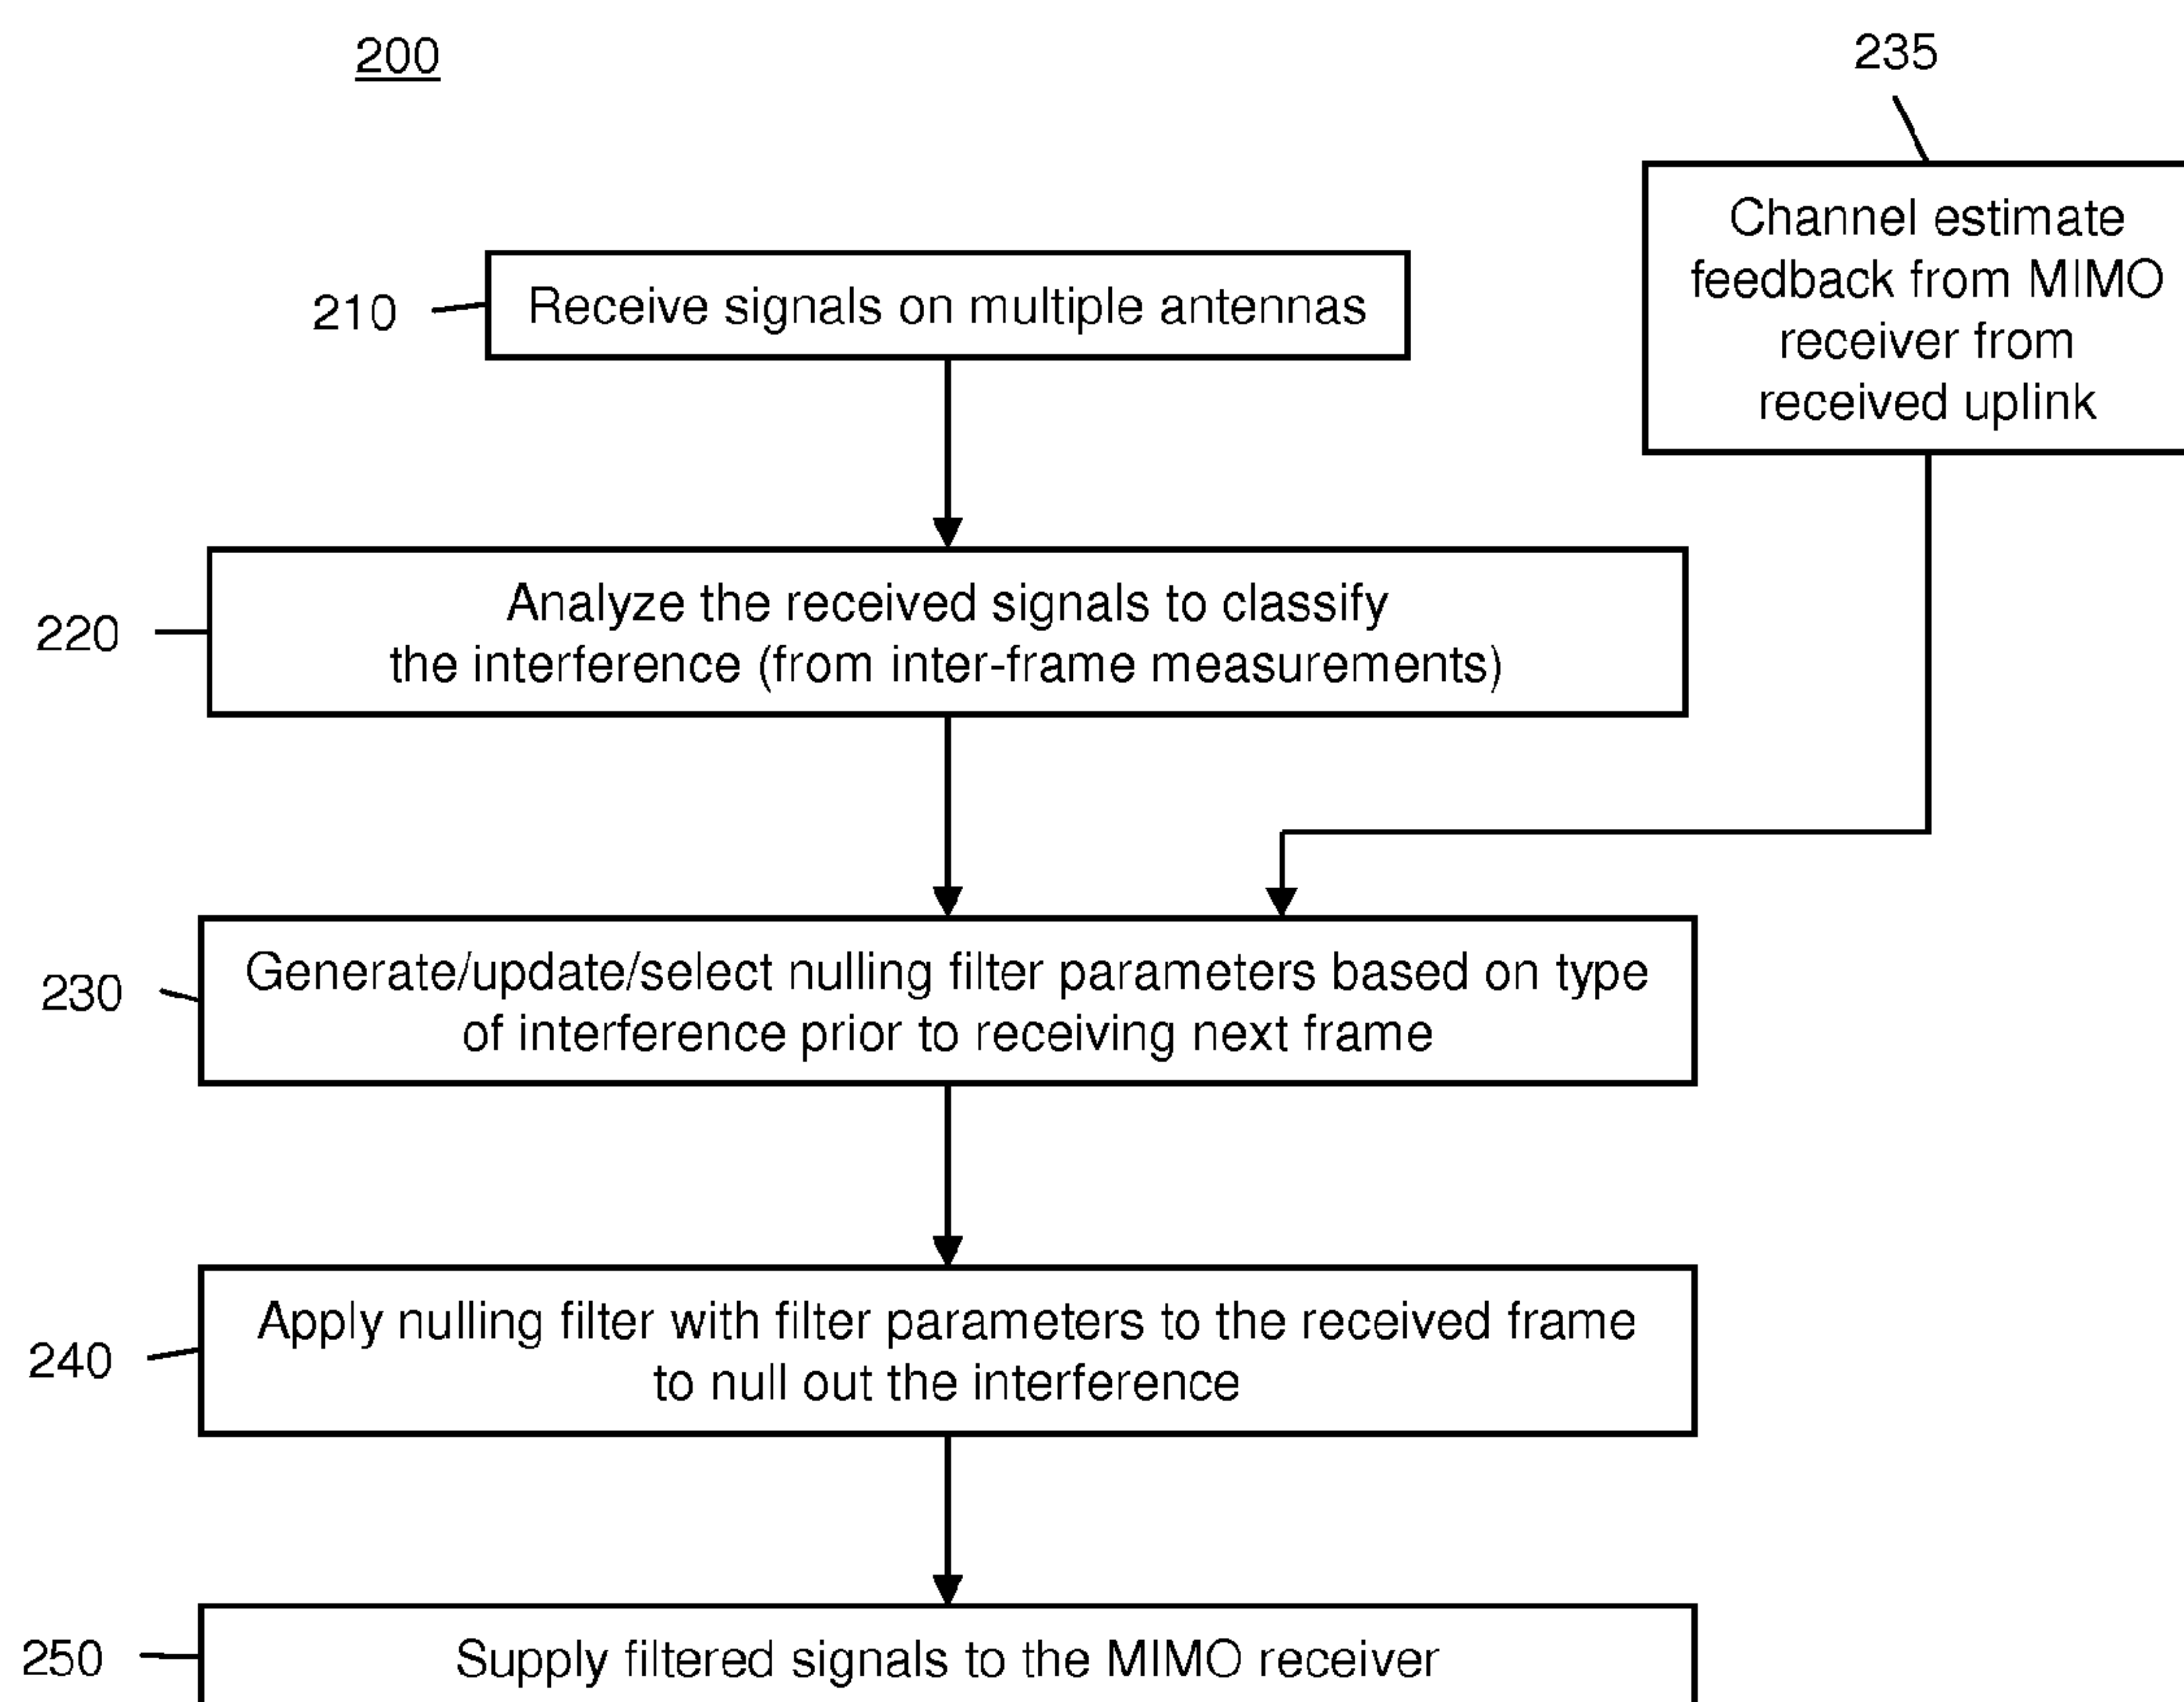 200
235
Channel estimate
feedback from MIMO
receiver from
received uplink
210
Receive signals on multiple antennas
220
Analyze the received signals to classify
the interference (from inter-frame measurements)
230
Generate/update/select nulling filter parameters based on type
of interference prior to receiving next frame
240
Apply nulling filter with filter parameters to the received frame
to null out the interference
250
Supply filtered signals to the MIMO receiver